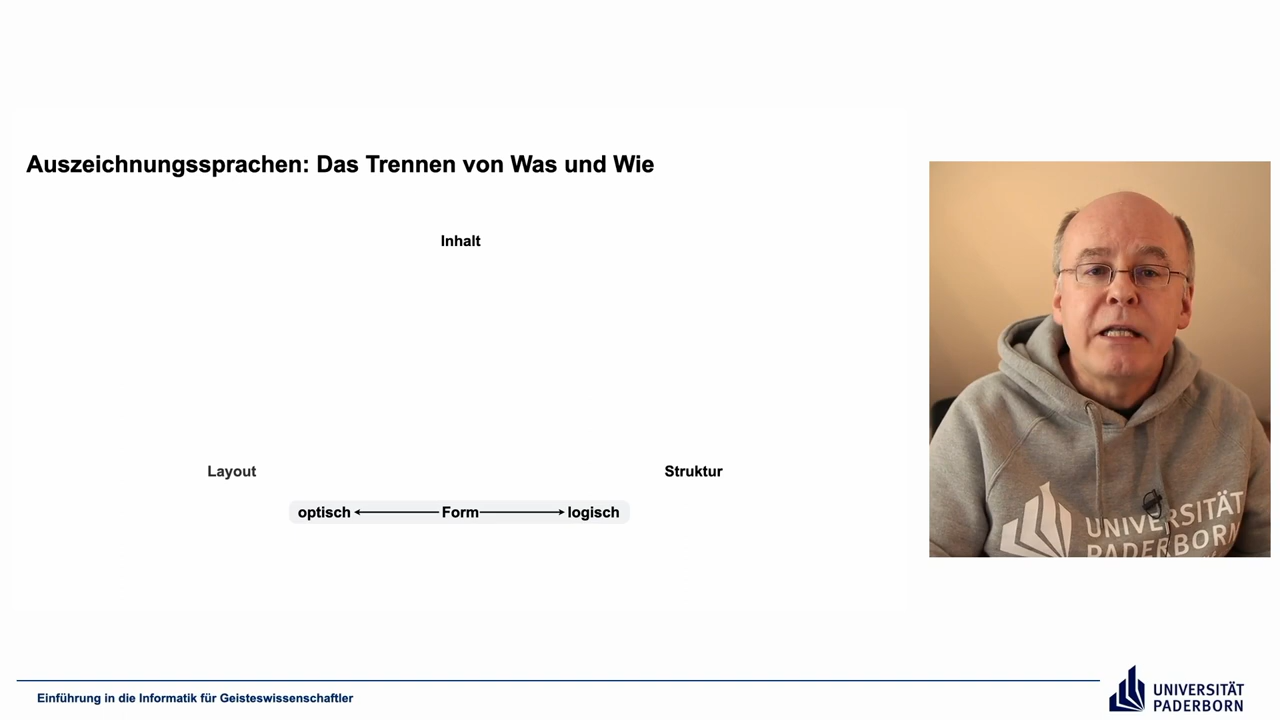 Auszeichnungssprachen: Das Trennen von Was und Wie
Inhalt
Layout
Struktur
optisch Form logisch
UNIVERSITÄT
PADERBORN
Einführung in die Informatik für Geisteswissenschaftler
UNIVERSITÄT
PADERBORN